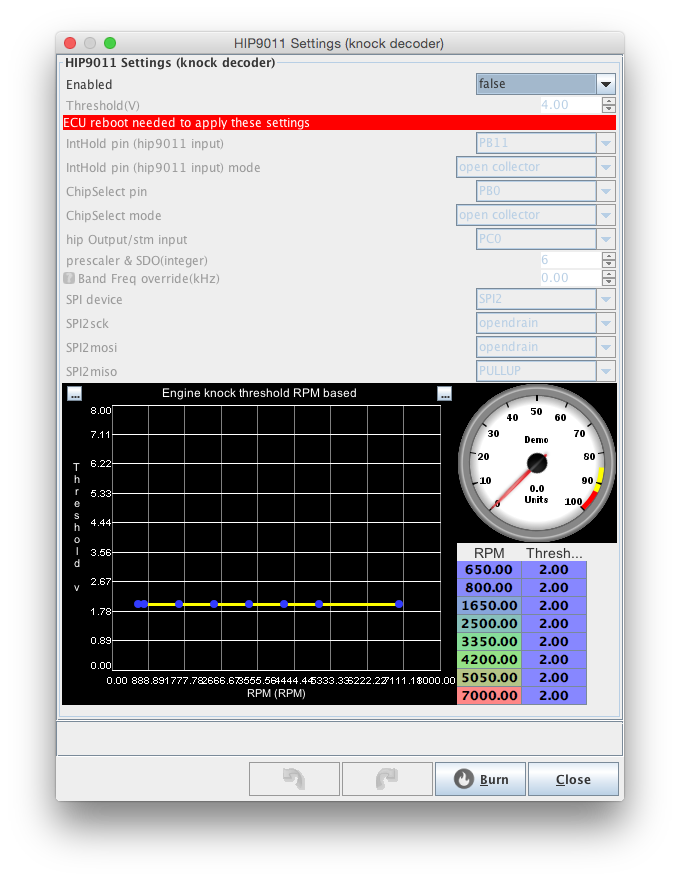 HIP9011 Settings (knock decoder)
HIP9011 Settings (knock decoder)
Enabled false
Threshold(V) 4.00
ECU reboot needed to apply these settings
IntHold pin (hip9011 input) PB11
IntHold pin (hip9011 input) mode open collector
ChipSelect pin PB0
ChipSelect mode open collector
hip Output/stm input PC0
prescaler & SDO(integer) 6
? Band Freq override(kHz) 0.00
SPI device SPI2
SPI2sck opendrain
SPI2mosi opendrain
SPI2miso PULLUP
... Engine knock threshold RPM based ...
8.00
7.11
6.22
5.33
4.44
3.56
2.67
1.78
0.89
0.00
Threshold v
0.00 888.89 1777.78 2666.67 3555.56 4444.44 5333.33 6222.22 7111.11 8000.00
RPM (RPM)
0 10 20 30 40 50 60 70 80 90 100
Demo
0.0
Units
RPM Thresh...
650.00 2.00
800.00 2.00
1650.00 2.00
2500.00 2.00
3350.00 2.00
4200.00 2.00
5050.00 2.00
7000.00 2.00
Burn Close